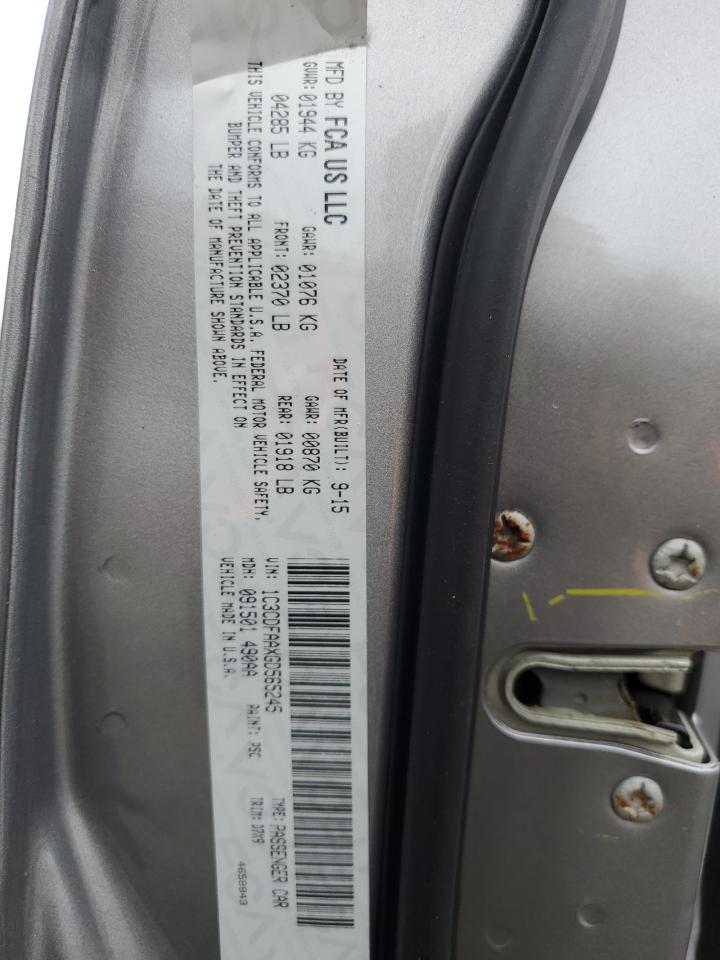 MFD BY FCA US LLC
DATE OF MFR(BUILT): 9-15
GVWR: 01944 KG GAWR: 01076 KG GAWR: 00870 KG
04285 LB FRONT: 02370 LB REAR: 01918 LB
THIS VEHICLE CONFORMS TO ALL APPLICABLE U.S.A. FEDERAL MOTOR VEHICLE SAFETY,
BUMPER AND THEFT PREVENTION STANDARDS IN EFFECT ON
THE DATE OF MANUFACTURE SHOWN ABOVE.
VIN: 1C3CDFAAXGD565245 TYPE: PASSENGER CAR
MDH: 091501 490AA PAINT: PSC TRIM: D7X9
VEHICLE MADE IN U.S.A. 4658943